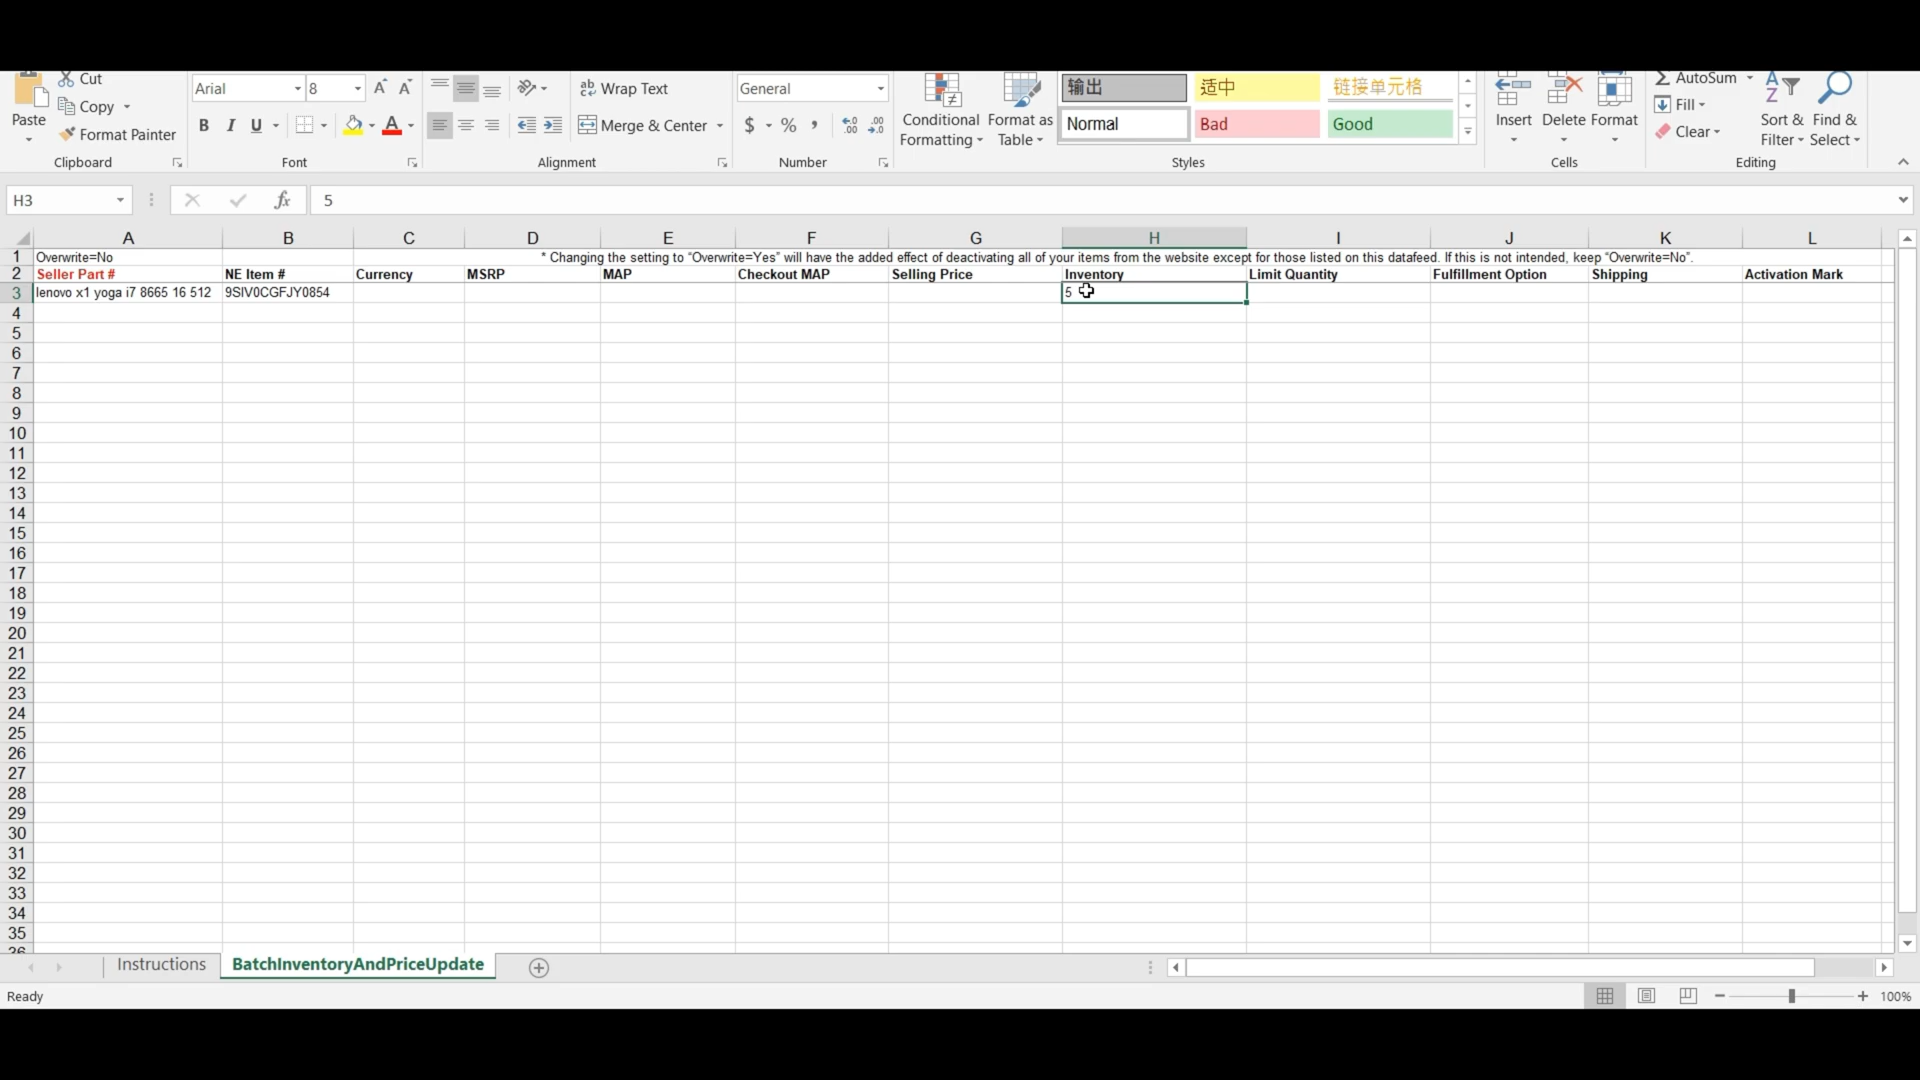 Cut
Arial 8 Wrap Text General 输出 适中 链接单元格 AutoSum
Copy
Paste Format Painter B I U Merge & Center $ % , Conditional Formatting Format as Table Normal Bad Good Insert Delete Format Fill Clear Sort & Filter Find & Select
Clipboard Font Alignment Number Styles Cells Editing
H3 fx 5
A B C D E F G H I J K L
1 Overwrite=No * Changing the setting to “Overwrite=Yes” will have the added effect of deactivating all of your items from the website except for those listed on this datafeed. If this is not intended, keep “Overwrite=No”.
2 Seller Part # NE Item # Currency MSRP MAP Checkout MAP Selling Price Inventory Limit Quantity Fulfillment Option Shipping Activation Mark
3 lenovo x1 yoga i7 8665 16 512 9SIV0CGFJY0854 5
4
5
6
7
8
9
10
11
12
13
14
15
16
17
18
19
20
21
22
23
24
25
26
27
28
29
30
31
32
33
34
35
36
Instructions BatchInventoryAndPriceUpdate
Ready 100%